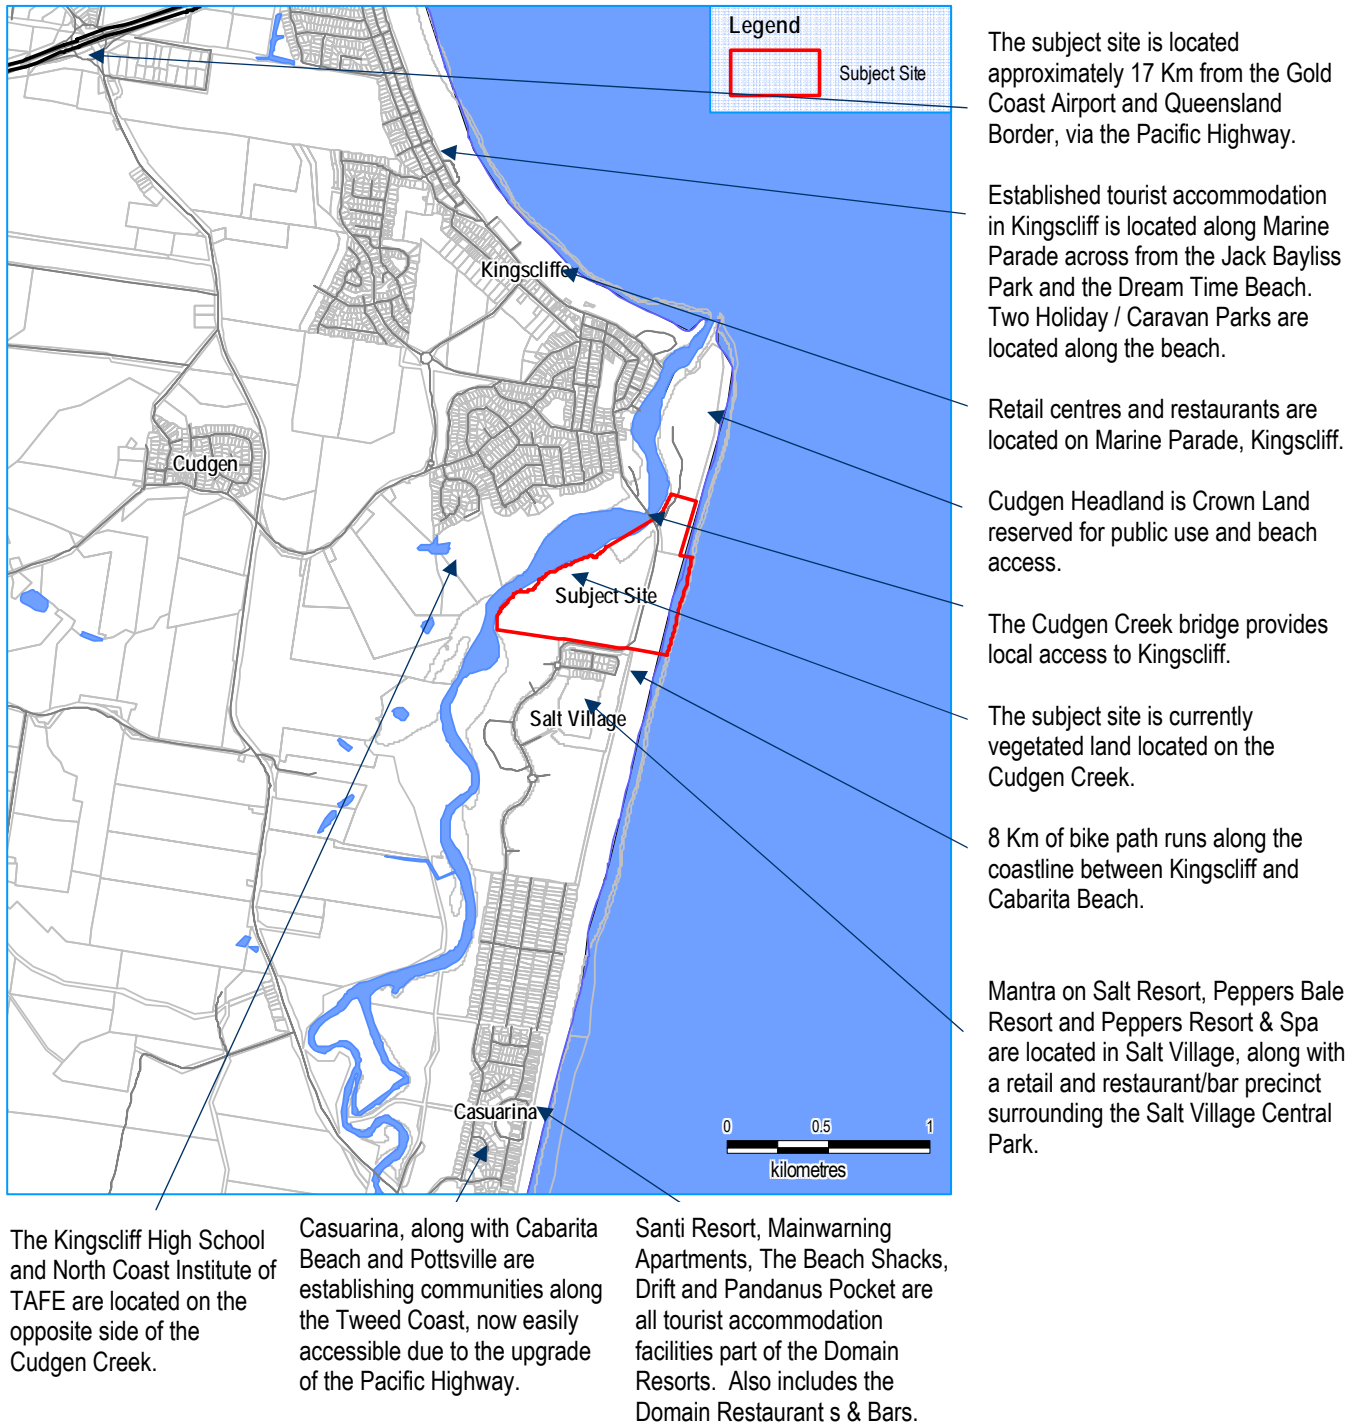 Legend
Subject Site
Kingscliffe
Cudgen
Subject Site
Salt Village
Casuarina
0 0.5 1
kilometres
The subject site is located
approximately 17 Km from the Gold
Coast Airport and Queensland
Border, via the Pacific Highway.
Established tourist accommodation
in Kingscliff is located along Marine
Parade across from the Jack Bayliss
Park and the Dream Time Beach.
Two Holiday / Caravan Parks are
located along the beach.
Retail centres and restaurants are
located on Marine Parade, Kingscliff.
Cudgen Headland is Crown Land
reserved for public use and beach
access.
The Cudgen Creek bridge provides
local access to Kingscliff.
The subject site is currently
vegetated land located on the
Cudgen Creek.
8 Km of bike path runs along the
coastline between Kingscliff and
Cabarita Beach.
Mantra on Salt Resort, Peppers Bale
Resort and Peppers Resort & Spa
are located in Salt Village, along with
a retail and restaurant/bar precinct
surrounding the Salt Village Central
Park.
The Kingscliff High School
and North Coast Institute of
TAFE are located on the
opposite side of the
Cudgen Creek.
Casuarina, along with Cabarita
Beach and Pottsville are
establishing communities along
the Tweed Coast, now easily
accessible due to the upgrade
of the Pacific Highway.
Santi Resort, Mainwarning
Apartments, The Beach Shacks,
Drift and Pandanus Pocket are
all tourist accommodation
facilities part of the Domain
Resorts.  Also includes the
Domain Restaurant s & Bars.